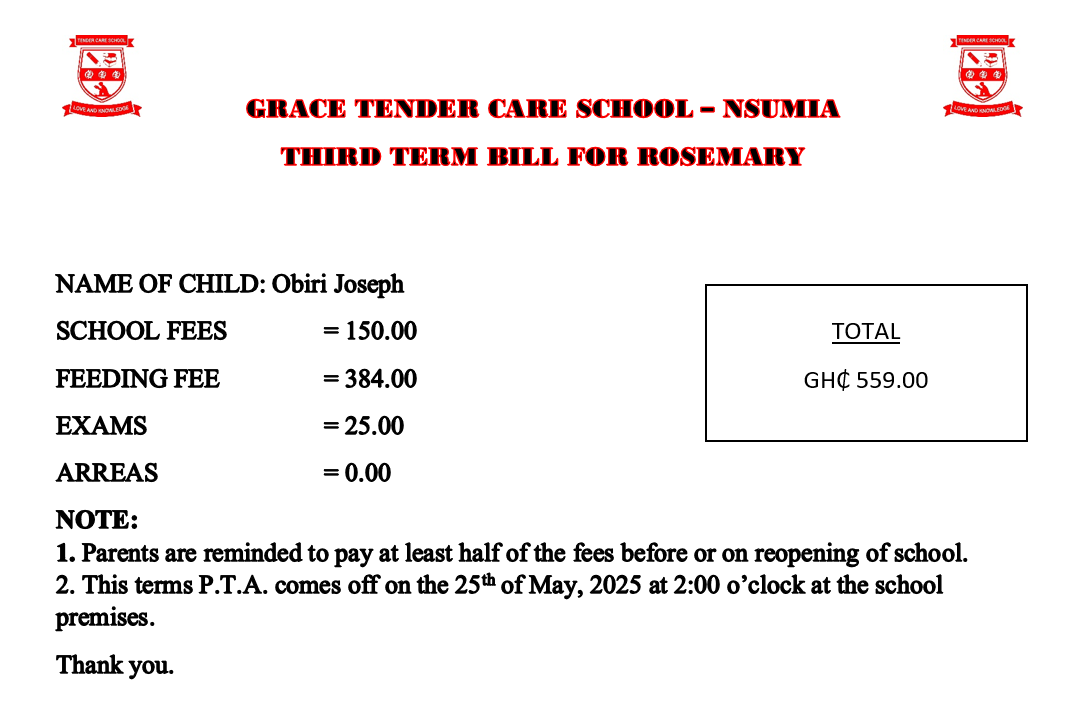 TENDER CARE SCHOOL
LOVE AND KNOWLEDGE
TENDER CARE SCHOOL
LOVE AND KNOWLEDGE
GRACE TENDER CARE SCHOOL – NSUMIA
THIRD TERM BILL FOR ROSEMARY
NAME OF CHILD: Obiri Joseph
SCHOOL FEES = 150.00
FEEDING FEE = 384.00
EXAMS = 25.00
ARREAS = 0.00
TOTAL
GH₵ 559.00
NOTE:
1. Parents are reminded to pay at least half of the fees before or on reopening of school.
2. This terms P.T.A. comes off on the 25th of May, 2025 at 2:00 o’clock at the school
premises.
Thank you.